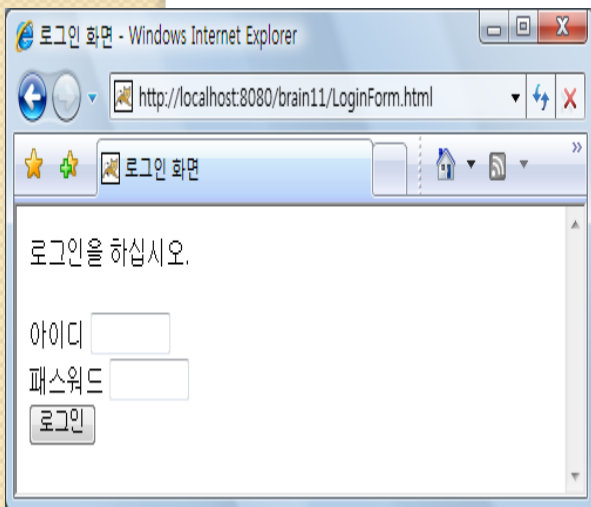 로그인 화면 - Windows Internet Explorer
http://localhost:8080/brain11/LoginForm.html
로그인 화면
로그인을 하십시오.
아이디
패스워드
로그인